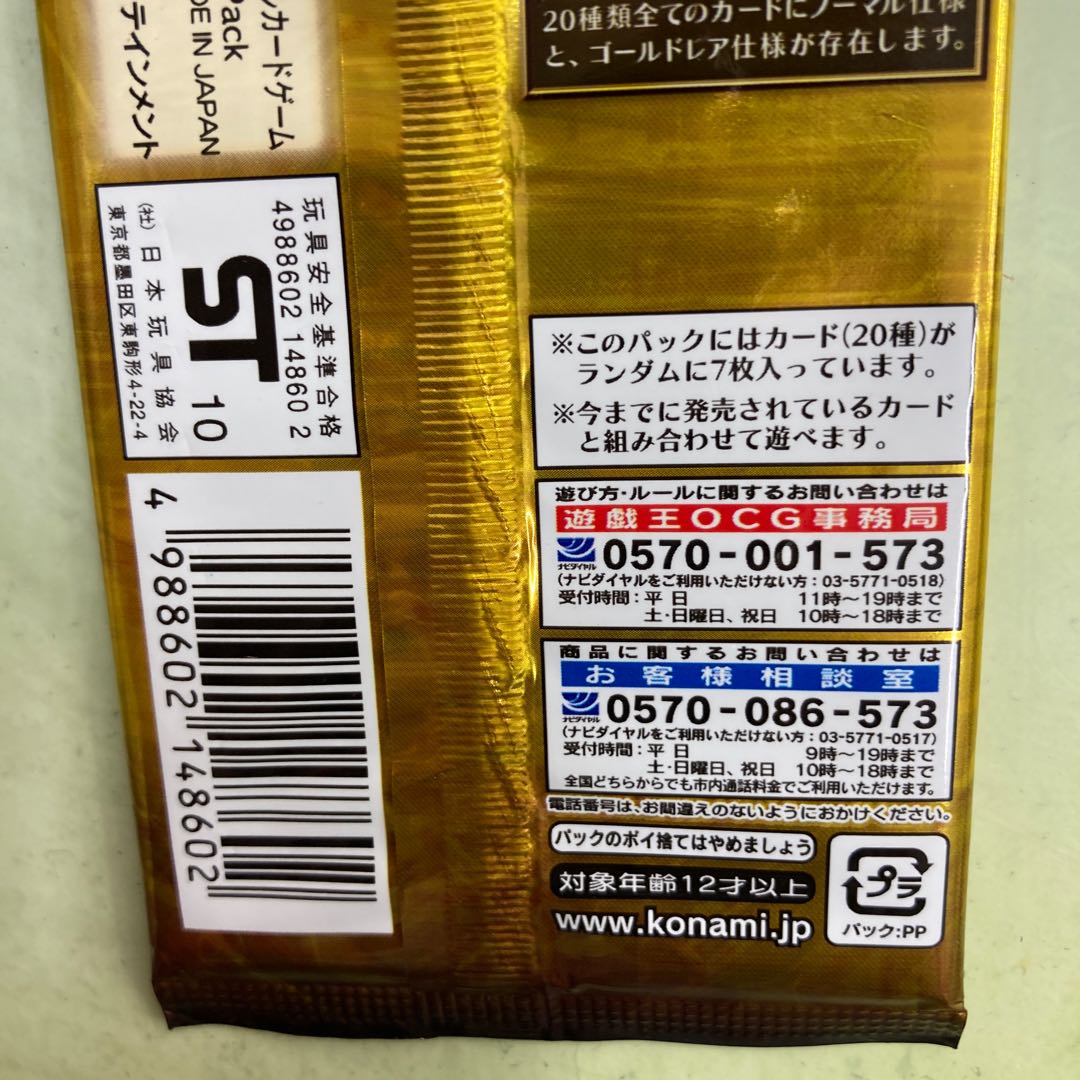 20種類全てのカードにノーマル仕様
と、ゴールドレア仕様が存在します。
カードゲーム
Pack
DE IN JAPAN
テインメント
玩具安全基準合格
4988602 14860 2
ST
10
(社)日本玩具協会
東京都墨田区東駒形4-22-4
4 988602 148602
※このパックにはカード(20種)が
ランダムに7枚入っています。
※今までに発売されているカード
と組み合わせて遊べます。
遊び方・ルールに関するお問い合わせは
遊戯王OCG事務局
ナビダイヤル 0570-001-573
(ナビダイヤルをご利用いただけない方:03-5771-0518)
受付時間:平日 11時〜19時まで
土・日曜日、祝日 10時〜18時まで
商品に関するお問い合わせは
お客様相談室
ナビダイヤル 0570-086-573
(ナビダイヤルをご利用いただけない方:03-5771-0517)
受付時間:平日 9時〜19時まで
土・日曜日、祝日 10時〜18時まで
全国どちらからでも市内通話料金でご利用いただけます。
電話番号は、お間違えのないようにおかけください。
パックのポイ捨てはやめましょう
対象年齢12才以上
www.konami.jp
プラ
パック:PP